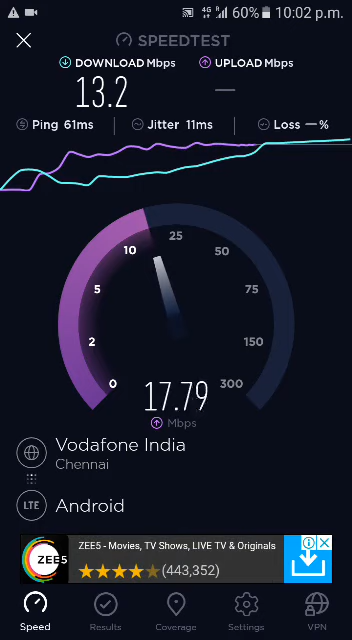 4G R 60% 10:02 p.m.
SPEEDTEST
DOWNLOAD Mbps UPLOAD Mbps
13.2 —
Ping 61ms Jitter 11ms Loss — %
0 2 5 10 25 50 75 150 300
17.79
Mbps
Vodafone India
Chennai
LTE Android
ZEE5 ZEE5 - Movies, TV Shows, LIVE TV & Originals
(443,352)
Speed Results Coverage Settings VPN